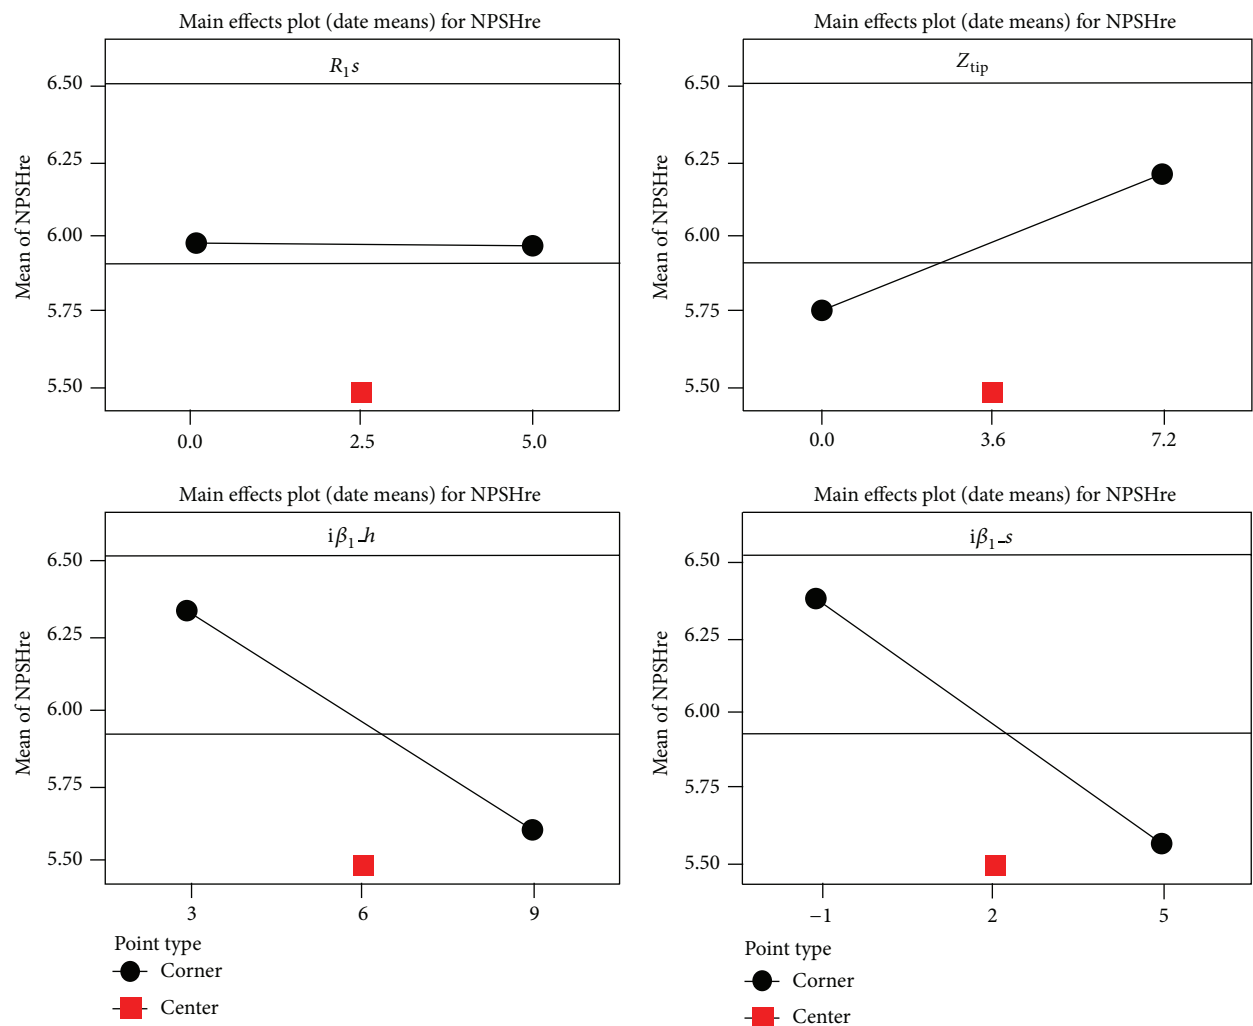 Main effects plot (date means) for NPSHre
R₁s
Mean of NPSHre
6.50
6.25
6.00
5.75
5.50
0.0 2.5 5.0
Main effects plot (date means) for NPSHre
Z_tip
Mean of NPSHre
6.50
6.25
6.00
5.75
5.50
0.0 3.6 7.2
Main effects plot (date means) for NPSHre
iβ₁_h
Mean of NPSHre
6.50
6.25
6.00
5.75
5.50
3 6 9
Point type
Corner
Center
Main effects plot (date means) for NPSHre
iβ₁_s
Mean of NPSHre
6.50
6.25
6.00
5.75
5.50
−1 2 5
Point type
Corner
Center